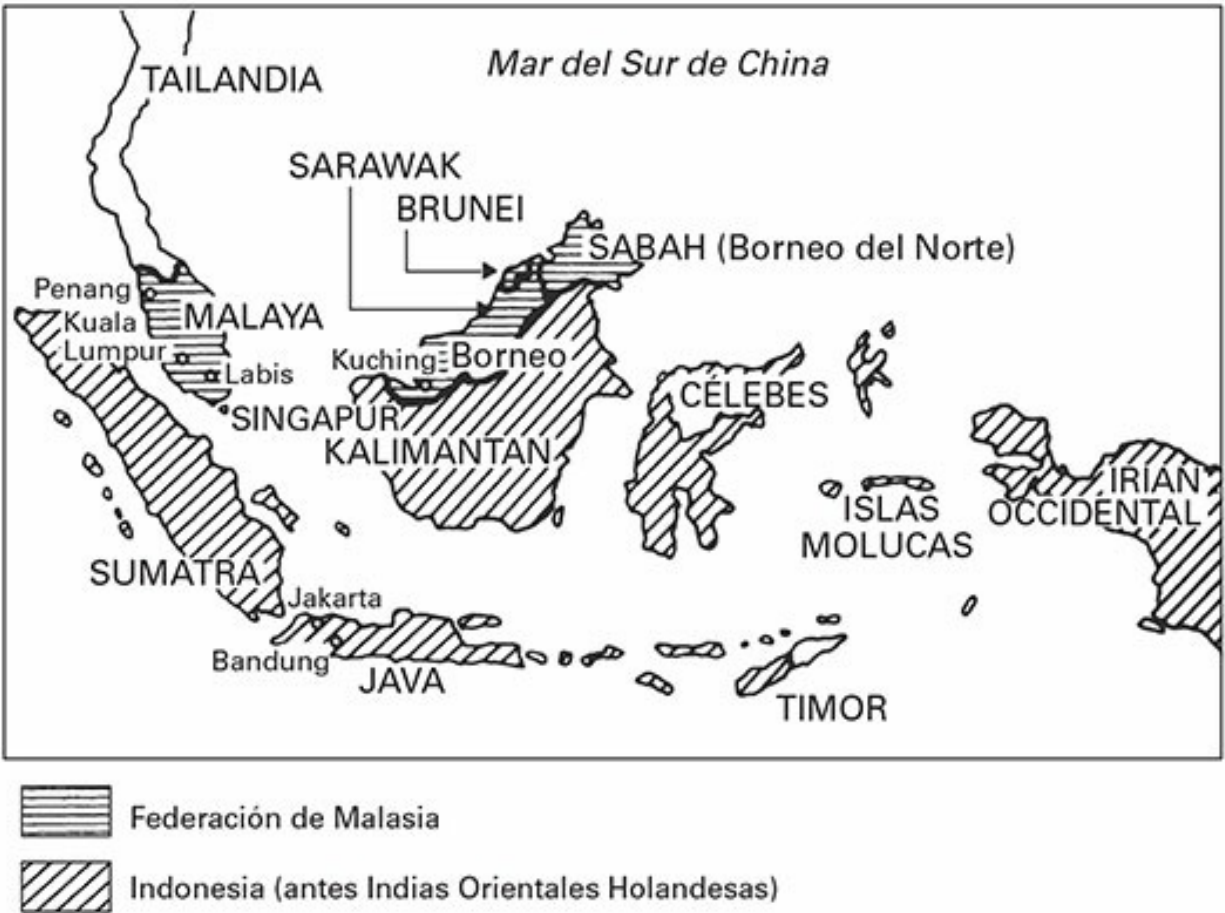 Mar del Sur de China
TAILANDIA
SARAWAK
BRUNEI
SABAH (Borneo del Norte)
Penang
MALAYA
Kuala
Lumpur
Labis
Kuching
Borneo
SINGAPUR
KALIMANTAN
CÉLEBES
IRIAN
OCCIDENTAL
ISLAS
MOLUCAS
SUMATRA
Jakarta
Bandung
JAVA
TIMOR
Federación de Malasia
Indonesia (antes Indias Orientales Holandesas)